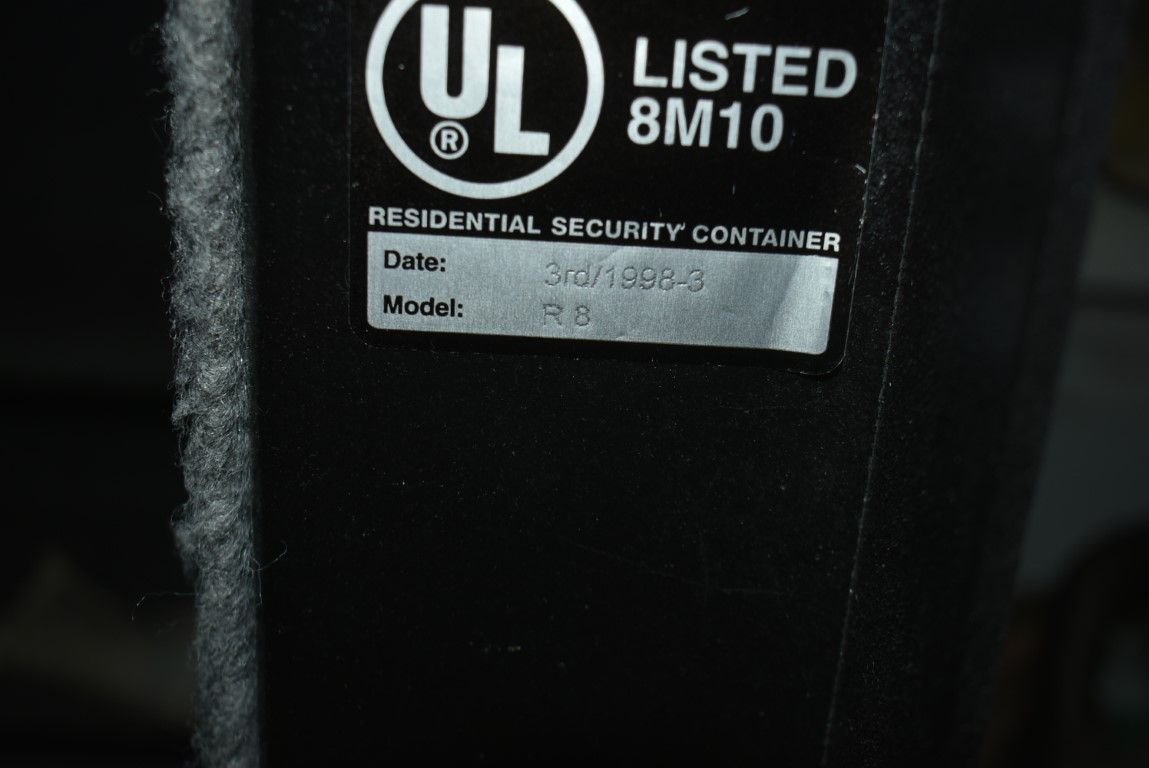 UL
®
LISTED
8M10
RESIDENTIAL SECURITY CONTAINER
Date: 3rd/1998-3
Model: R 8